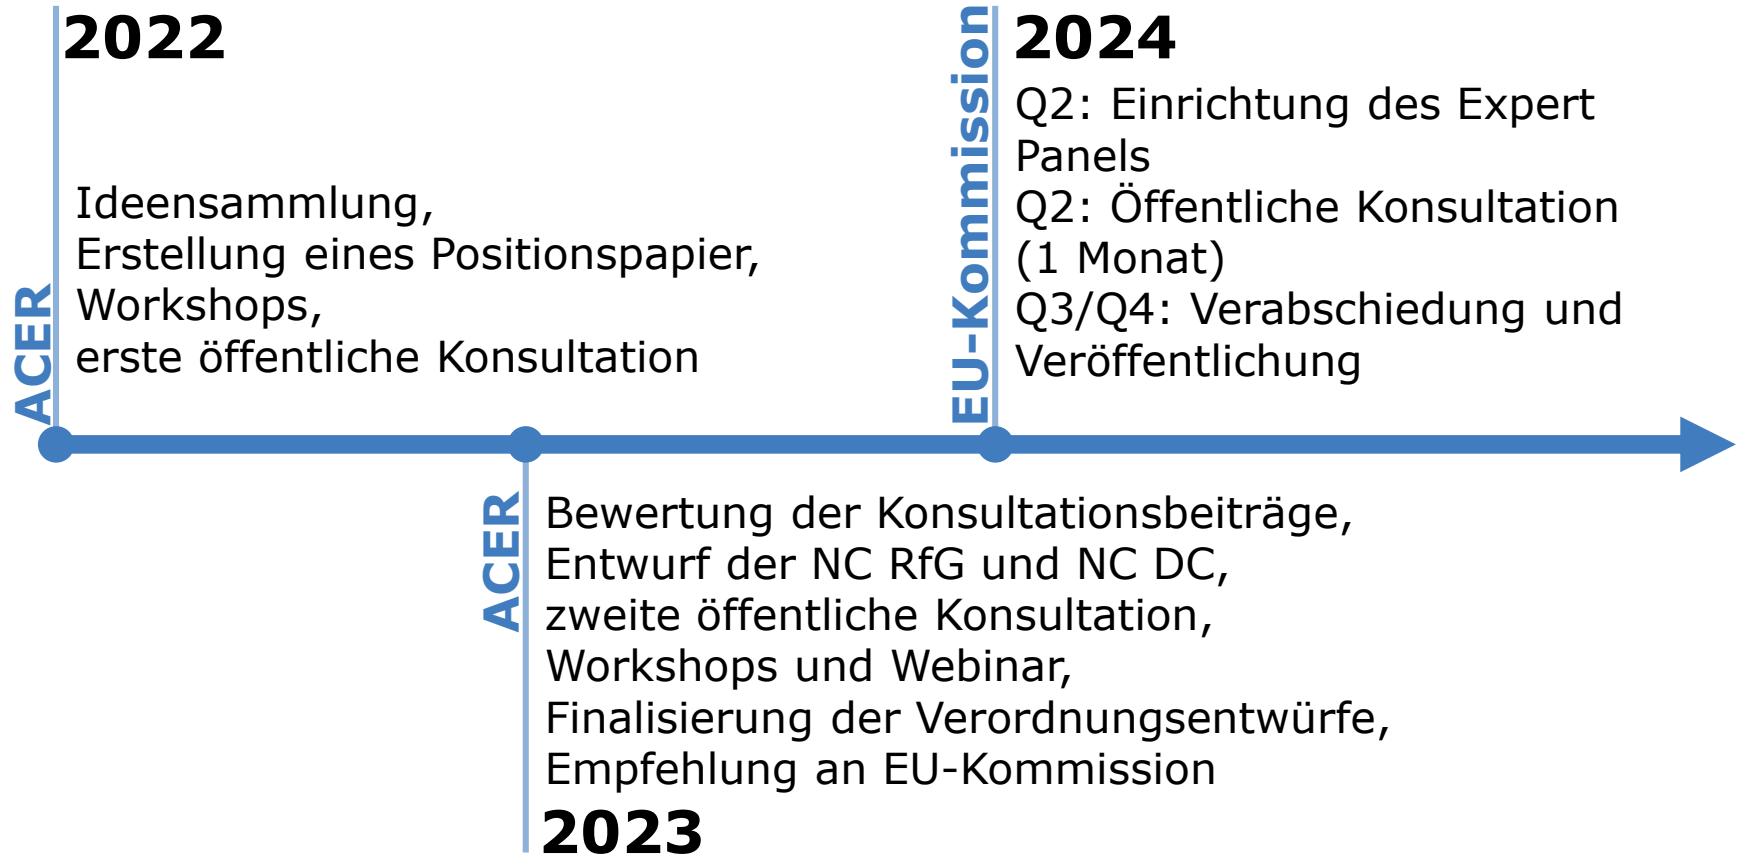 2022
ACER
Ideensammlung,
Erstellung eines Positionspapier,
Workshops,
erste öffentliche Konsultation
ACER
Bewertung der Konsultationsbeiträge,
Entwurf der NC RfG und NC DC,
zweite öffentliche Konsultation,
Workshops und Webinar,
Finalisierung der Verordnungsentwürfe,
Empfehlung an EU-Kommission
2023
EU-Kommission
2024
Q2: Einrichtung des Expert
Panels
Q2: Öffentliche Konsultation
(1 Monat)
Q3/Q4: Verabschiedung und
Veröffentlichung